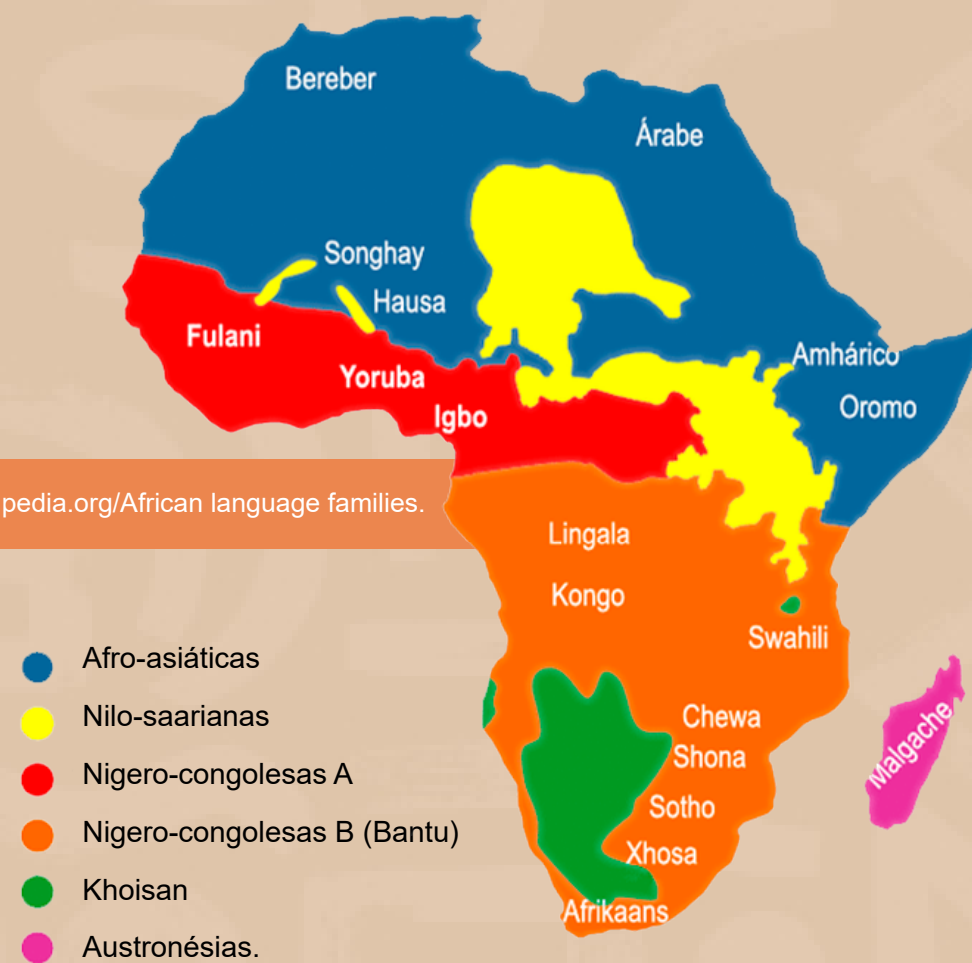 Bereber
Árabe
Songhay
Hausa
Fulani
Yoruba
Igbo
Amhárico
Oromo
pedia.org/African language families.
Lingala
Kongo
Swahili
Chewa
Shona
Sotho
Xhosa
Afrikaans
Malgache
Afro-asiáticas
Nilo-saarianas
Nigero-congolesas A
Nigero-congolesas B (Bantu)
Khoisan
Austronésias.